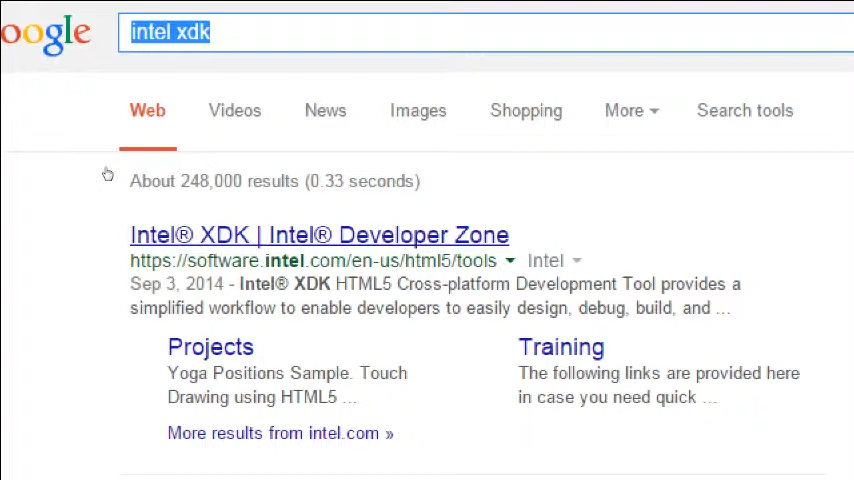 oogle
intel xdk
Web Videos News Images Shopping More Search tools
About 248,000 results (0.33 seconds)
Intel® XDK | Intel® Developer Zone
https://software.intel.com/en-us/html5/tools Intel
Sep 3, 2014 - Intel® XDK HTML5 Cross-platform Development Tool provides a
simplified workflow to enable developers to easily design, debug, build, and ...
Projects
Yoga Positions Sample. Touch
Drawing using HTML5 ...
Training
The following links are provided here
in case you need quick ...
More results from intel.com »